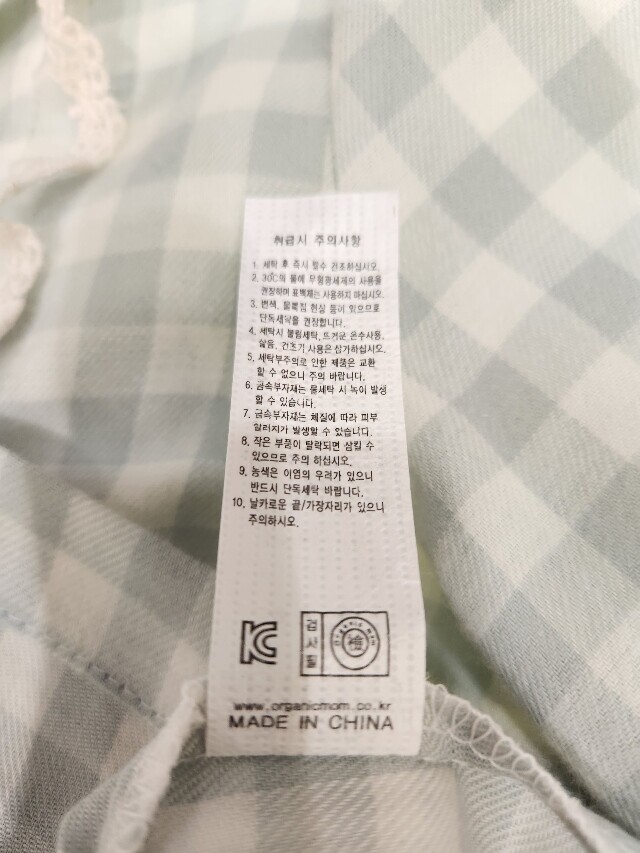 취급시 주의사항
1. 세탁 후 즉시 탈수 건조하십시오.
2. 30℃의 물에 무형광세제의 사용을
권장하며 표백제는 사용하지 마십시오.
3. 변색, 물빠짐 현상 등이 있으므로
단독세탁을 권장합니다.
4. 세탁시 불림세탁, 뜨거운 온수사용,
삶음, 건조기 사용은 삼가하십시오.
5. 세탁부주의로 인한 제품은 교환
할 수 없으니 주의 바랍니다.
6. 금속부자재는 물세탁 시 녹이 발생
할 수 있습니다.
7. 금속부자재는 체질에 따라 피부
알러지가 발생할 수 있습니다.
8. 작은 부품이 탈락되면 삼킬 수
있으므로 주의 하십시오.
9. 농색은 이염의 우려가 있으니
반드시 단독세탁 바랍니다.
10. 날카로운 끝/가장자리가 있으니
주의하시오.
KC
검사필
ORGANIC MOM
檢
www.organicmom.co.kr
MADE IN CHINA